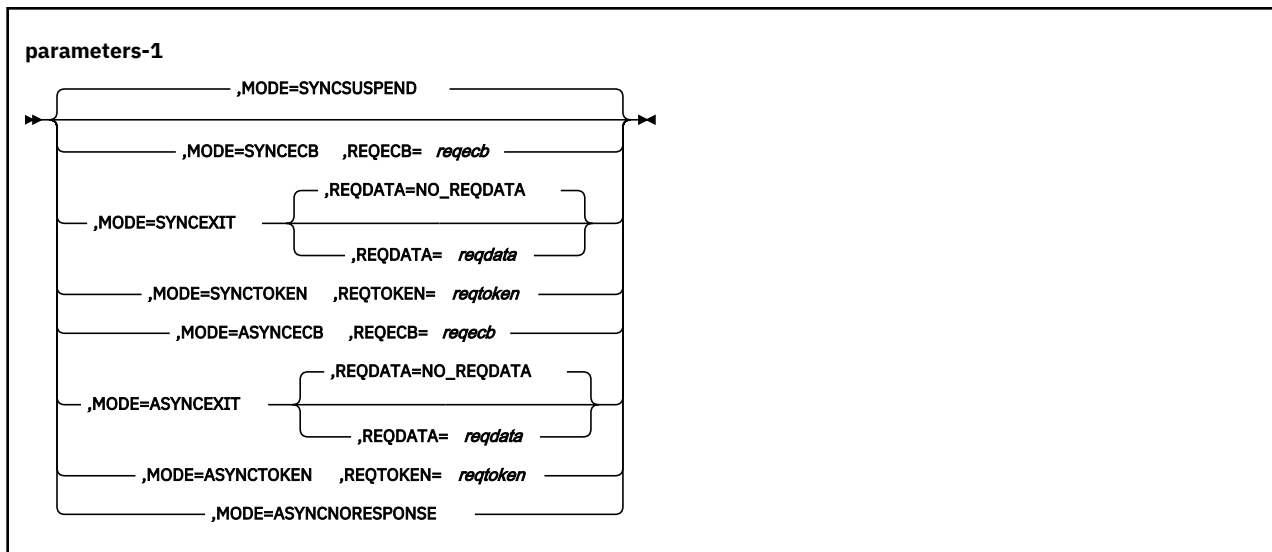 parameters-1
,MODE=SYNCSUSPEND
,MODE=SYNCECB ,REQECB= reqecb
,REQDATA=NO_REQDATA
,MODE=SYNCEXIT
,REQDATA= reqdata
,MODE=SYNCTOKEN ,REQTOKEN= reqtoken
,MODE=ASYNCECB ,REQECB= reqecb
,REQDATA=NO_REQDATA
,MODE=ASYNCEXIT
,REQDATA= reqdata
,MODE=ASYNCTOKEN ,REQTOKEN= reqtoken
,MODE=ASYNCNORESPONSE